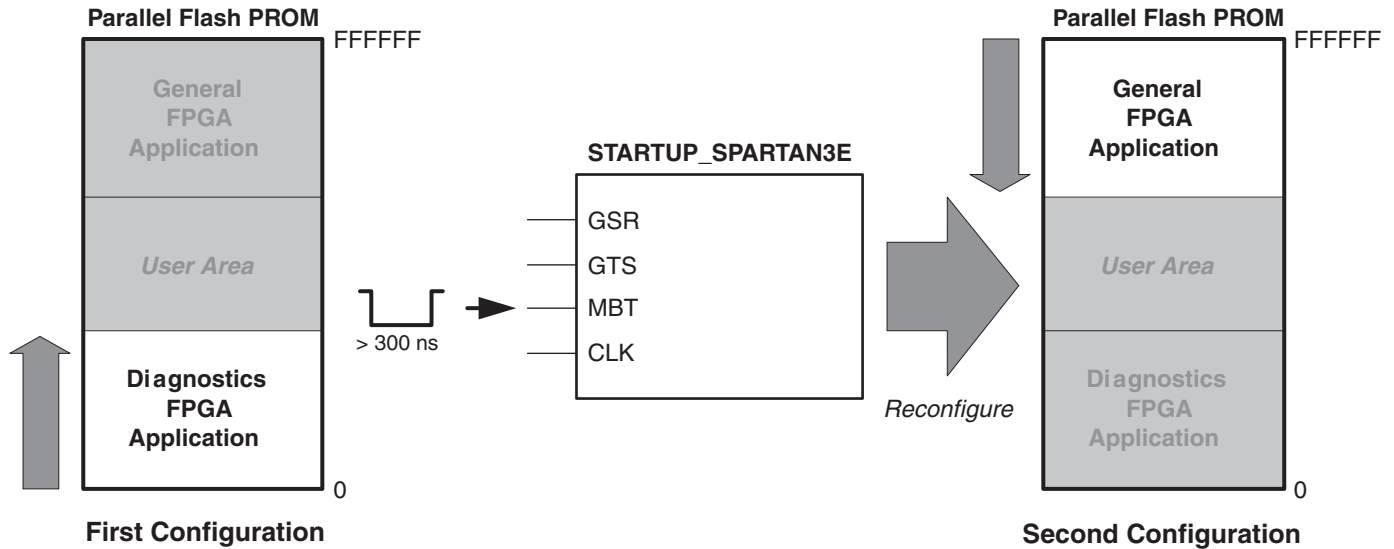 Parallel Flash PROM
FFFFFF
General
FPGA
Application
User Area
Diagnostics
FPGA
Application
0
First Configuration
> 300 ns
STARTUP_SPARTAN3E
GSR
GTS
MBT
CLK
Reconfigure
Parallel Flash PROM
FFFFFF
General
FPGA
Application
User Area
Diagnostics
FPGA
Application
0
Second Configuration